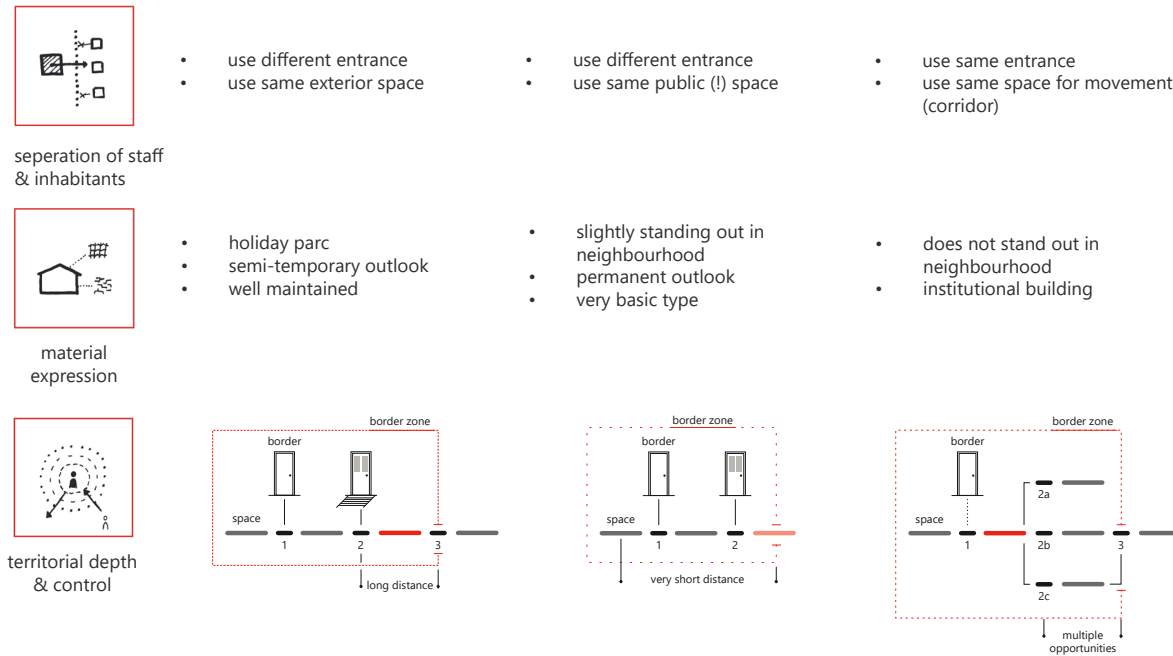 • use different entrance
• use same exterior space
• use different entrance
• use same public (!) space
• use same entrance
• use same space for movement
(corridor)
seperation of staff
& inhabitants
• holiday parc
• semi-temporary outlook
• well maintained
• slightly standing out in
neighbourhood
• permanent outlook
• very basic type
• does not stand out in
neighbourhood
• institutional building
material
expression
border zone
border
space
1
2
3
long distance
border zone
border
space
1
2
very short distance
border zone
border
space
1
2a
2b
2c
3
multiple
opportunities
territorial depth
& control